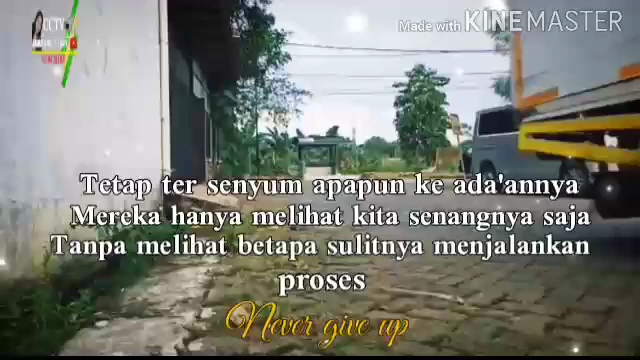 CCTV
Made with KINEMASTER
Tetap ter senyum apapun ke ada'annya
Mereka hanya melihat kita senangnya saja
Tanpa melihat betapa sulitnya menjalankan
proses
Never give up